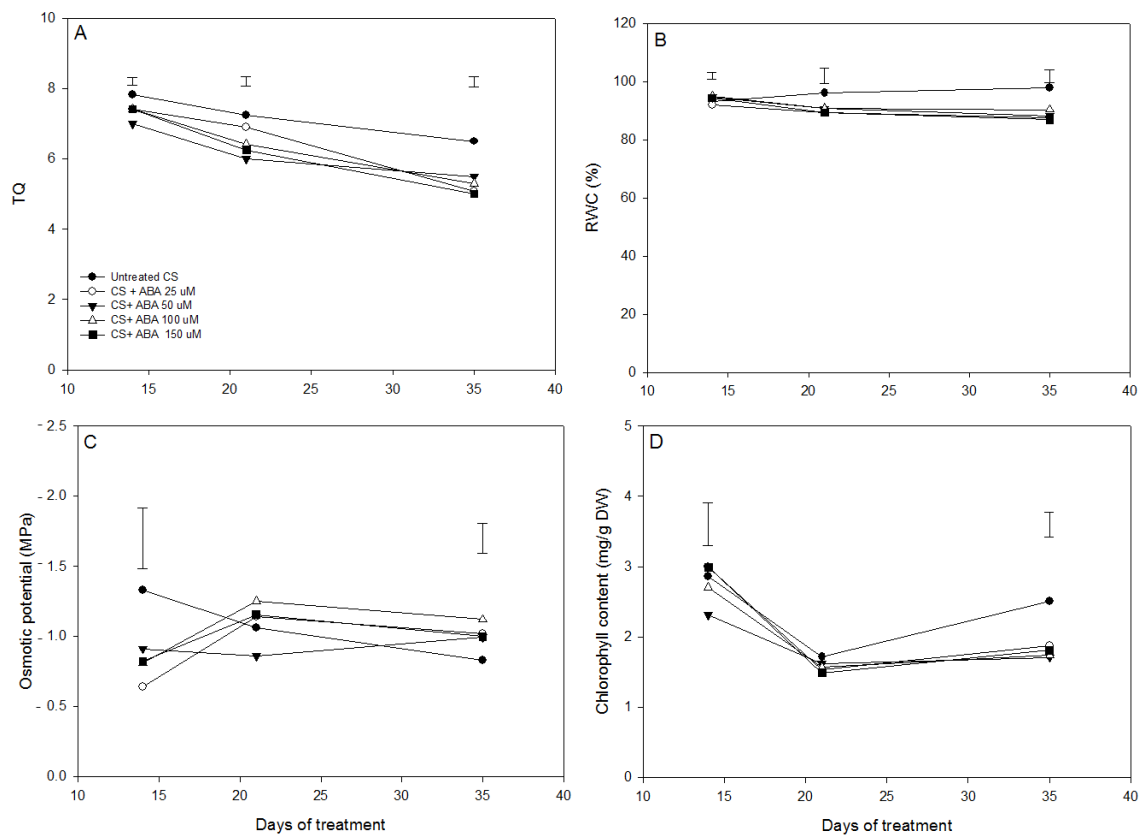 A
TQ
10
8
6
4
2
0
10 15 20 25 30 35 40
Untreated CS
CS + ABA 25 uM
CS+ ABA 50 uM
CS+ ABA 100 uM
CS+ ABA 150 uM
B
RWC (%)
120
100
80
60
40
20
0
10 15 20 25 30 35 40
C
Osmotic potential (MPa)
- 2.5
- 2.0
- 1.5
- 1.0
- 0.5
0.0
10 15 20 25 30 35 40
Days of treatment
D
Chlorophyll content (mg/g DW)
5
4
3
2
1
0
10 15 20 25 30 35 40
Days of treatment